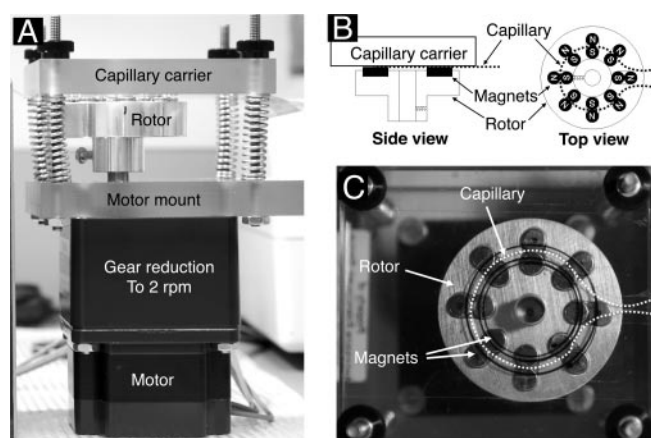 A
Capillary carrier
Rotor
Motor mount
Gear reduction
To 2 rpm
Motor
B
Capillary carrier
Capillary
Magnets
Rotor
Side view
N
N
N
S
S
S
N
S
S
N
S
S
S
N
N
N
Top view
C
Capillary
Rotor
Magnets